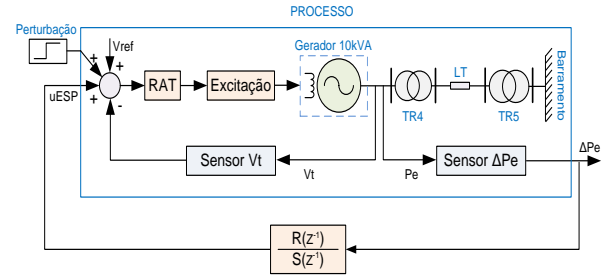 PROCESSO
Perturbação
Vref
+
+
+
-
uESP
RAT
Excitação
Gerador 10kVA
TR4
LT
TR5
Barramento
Sensor Vt
Vt
Pe
Sensor ΔPe
ΔPe
R(z⁻¹)
S(z⁻¹)